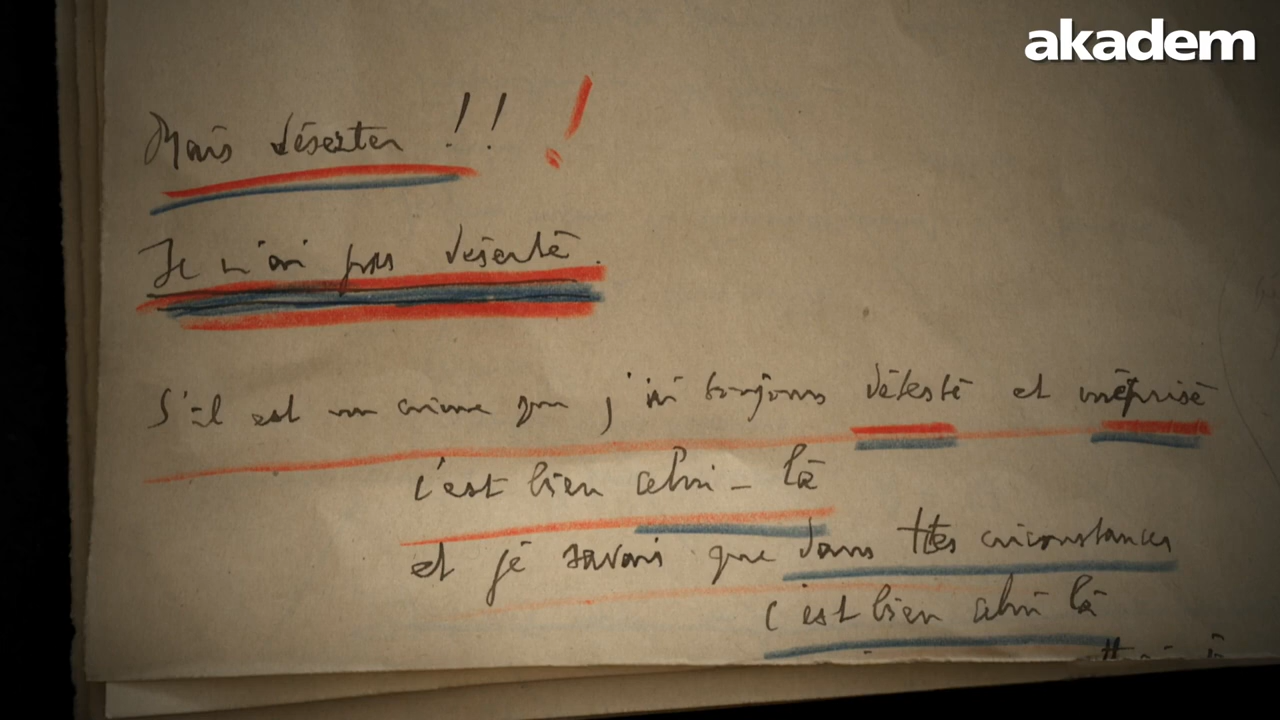 akadem
Mais déserter !! !
Je n'ai pas déserté.
S'il est un crime que j'ai toujours détesté et méprisé
c'est bien celui-là
et je savais que dans ttes circonstances
c'est bien celui là